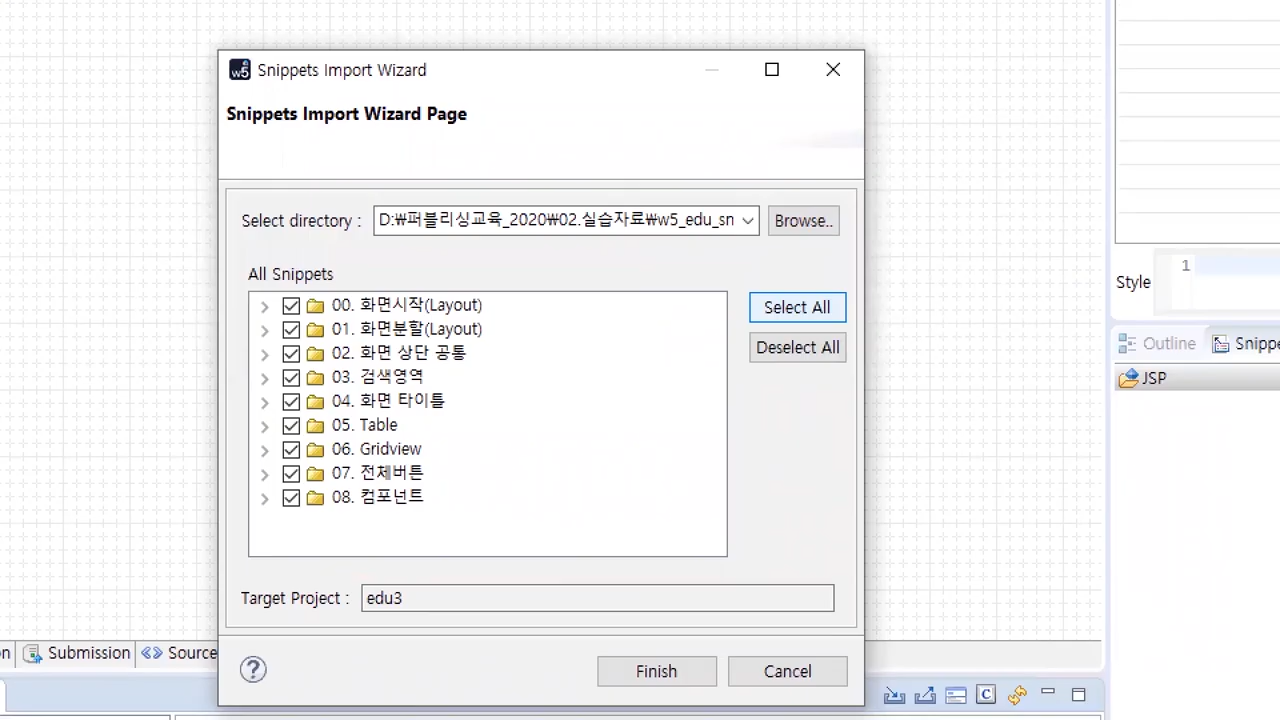 w5
Snippets Import Wizard
Snippets Import Wizard Page
Select directory :
D:₩퍼블리싱교육_2020₩02.실습자료₩w5_edu_sn
Browse..
All Snippets
00. 화면시작(Layout)
01. 화면분할(Layout)
02. 화면 상단 공통
03. 검색영역
04. 화면 타이틀
05. Table
06. Gridview
07. 전체버튼
08. 컴포넌트
Select All
Deselect All
Target Project :
edu3
Finish
Cancel
1
Style
Outline
Snippe
JSP
n
Submission
Source
C